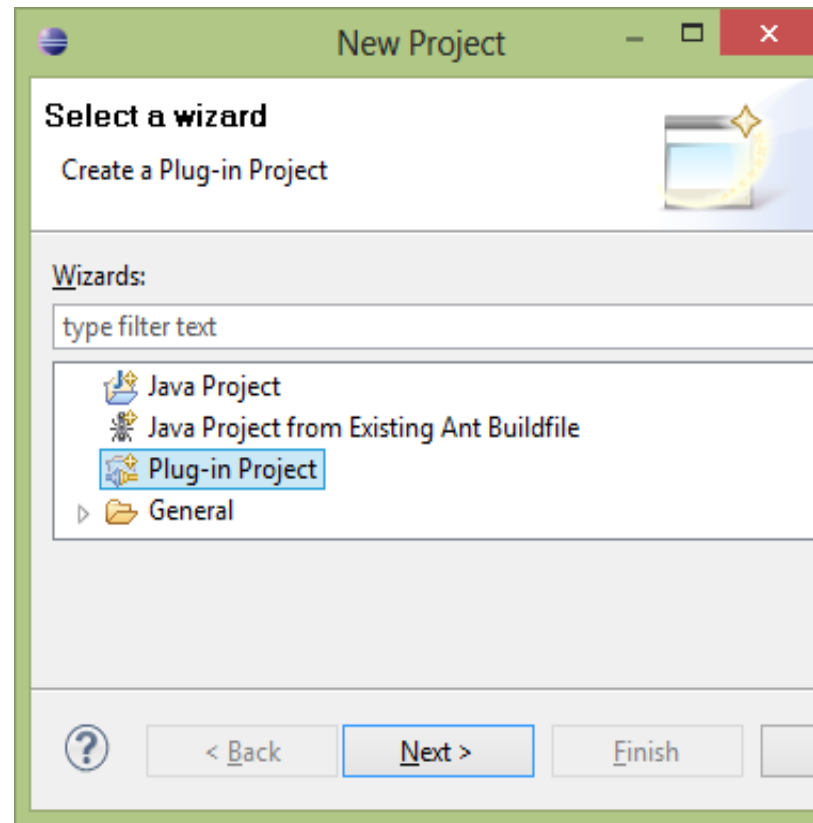 New Project
Select a wizard
Create a Plug-in Project
Wizards:
type filter text
Java Project
Java Project from Existing Ant Buildfile
Plug-in Project
General
< Back Next > Finish